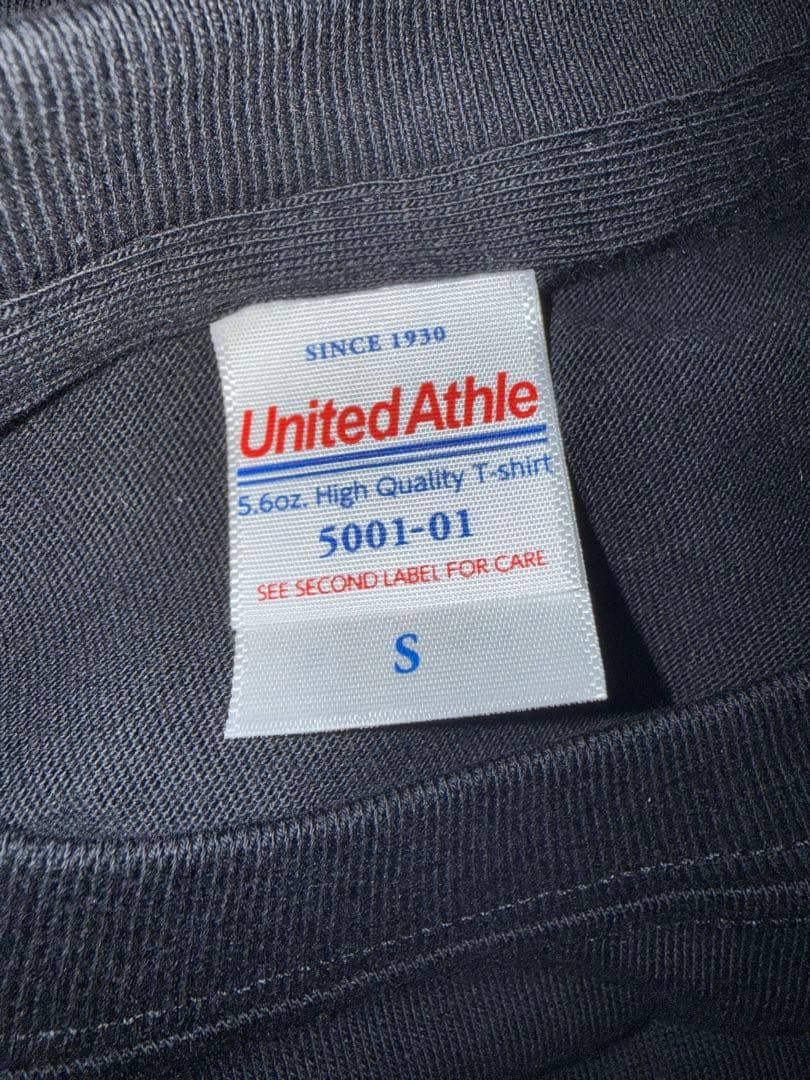 SINCE 1930
United Athle
5.6oz. High Quality T-shirt
5001-01
SEE SECOND LABEL FOR CARE
S